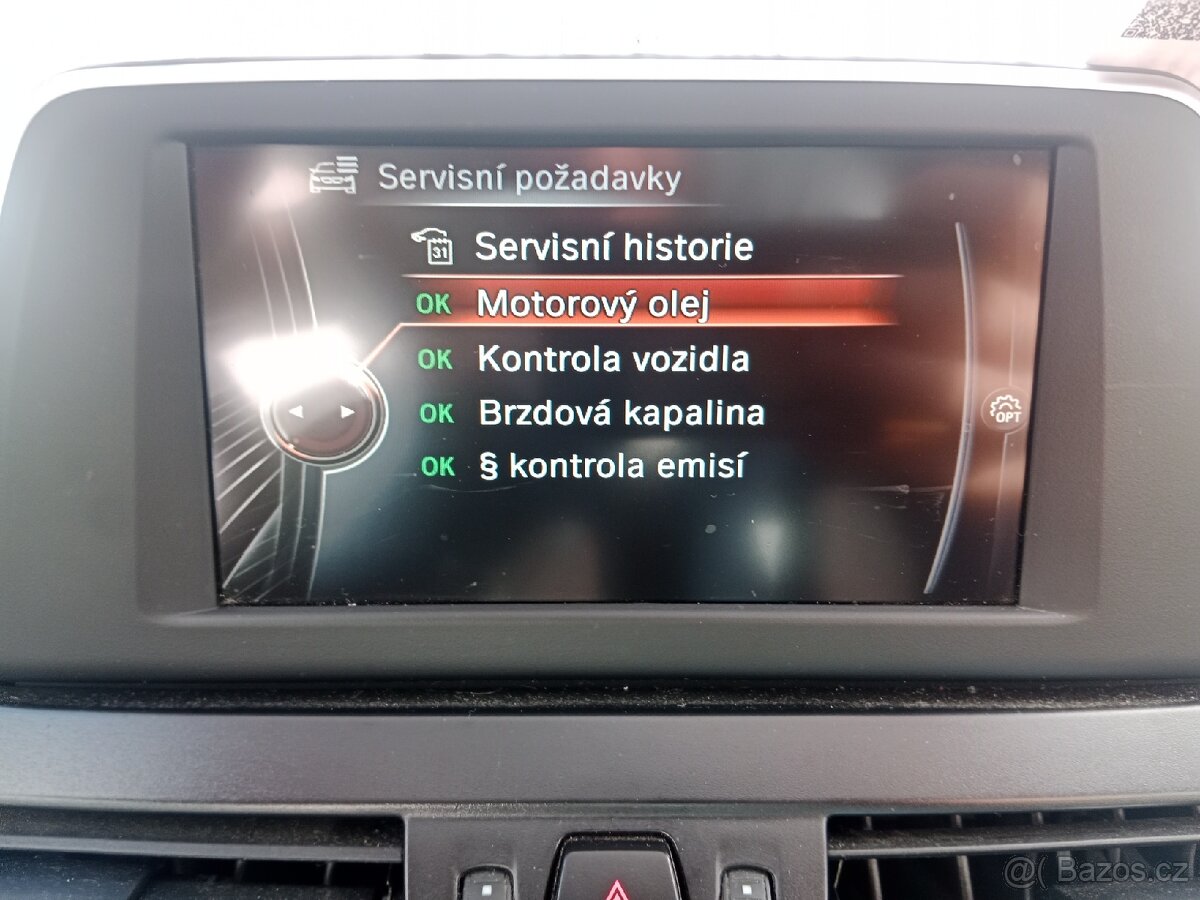 Servisní požadavky
31 Servisní historie
OK Motorový olej
OK Kontrola vozidla
OK Brzdová kapalina
OK § kontrola emisí
OPT
@( Bazos.cz